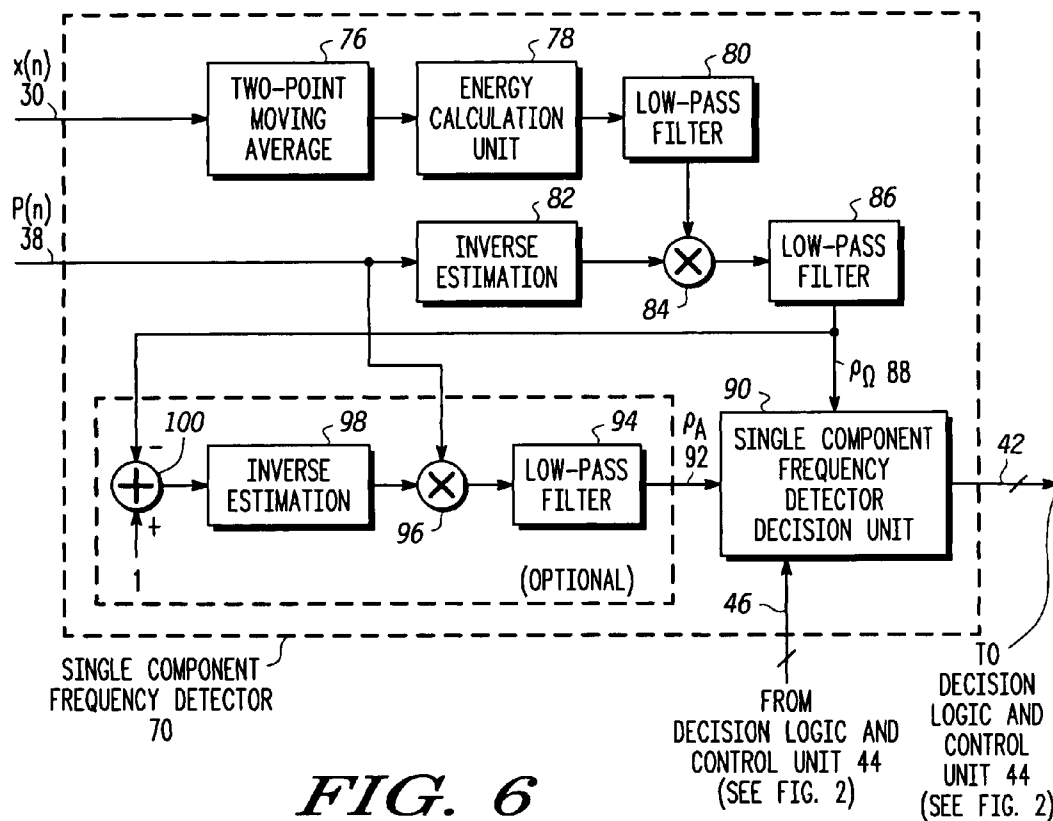 x(n)
30
76
TWO-POINT
MOVING
AVERAGE
78
ENERGY
CALCULATION
UNIT
80
LOW-PASS
FILTER
P(n)
38
82
INVERSE
ESTIMATION
84
86
LOW-PASS
FILTER
ρΩ 88
100
-
+
1
98
INVERSE
ESTIMATION
96
94
LOW-PASS
FILTER
(OPTIONAL)
ρA
92
90
SINGLE COMPONENT
FREQUENCY
DETECTOR
DECISION UNIT
42
46
SINGLE COMPONENT
FREQUENCY DETECTOR
70
FROM
DECISION LOGIC AND
CONTROL UNIT 44
(SEE FIG. 2)
TO
DECISION
LOGIC AND
CONTROL
UNIT 44
(SEE FIG. 2)
FIG. 6